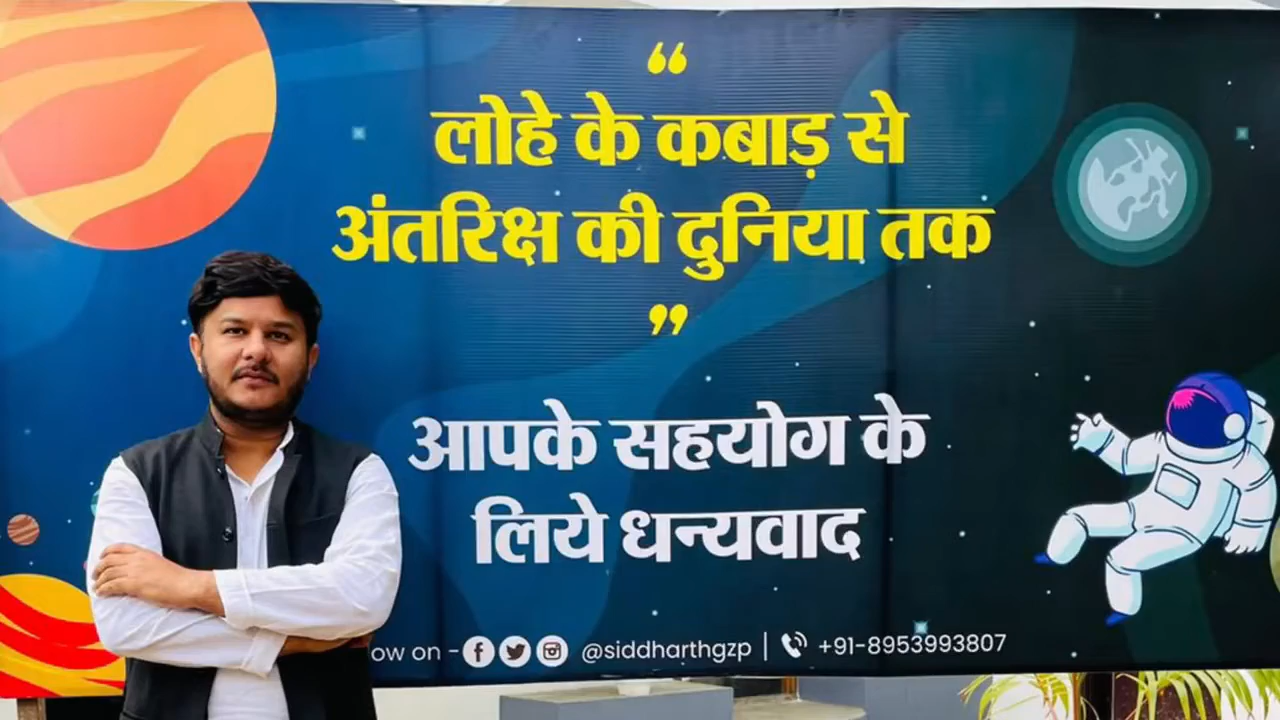 “
लोहे के कबाड़ से
अंतरिक्ष की दुनिया तक
”
आपके सहयोग के
लिये धन्यवाद
ow on - @siddharthgzp | +91-8953993807